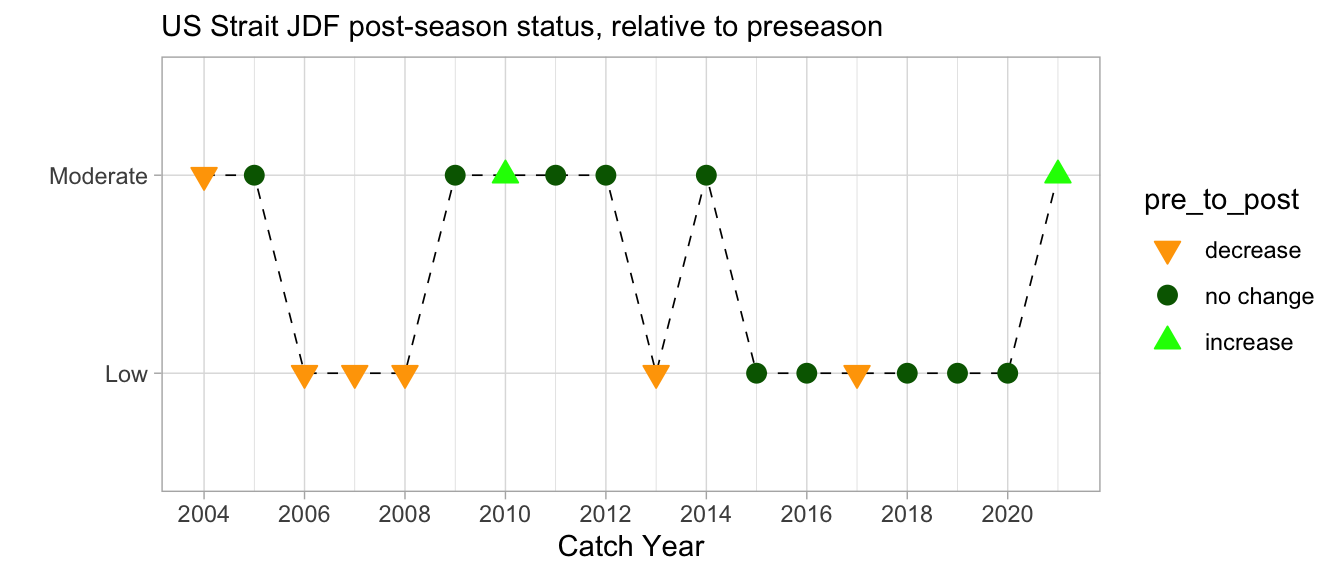 US Strait JDF post-season status, relative to preseason
Moderate
Low
2004 2006 2008 2010 2012 2014 2016 2018 2020
Catch Year
pre_to_post
decrease
no change
increase